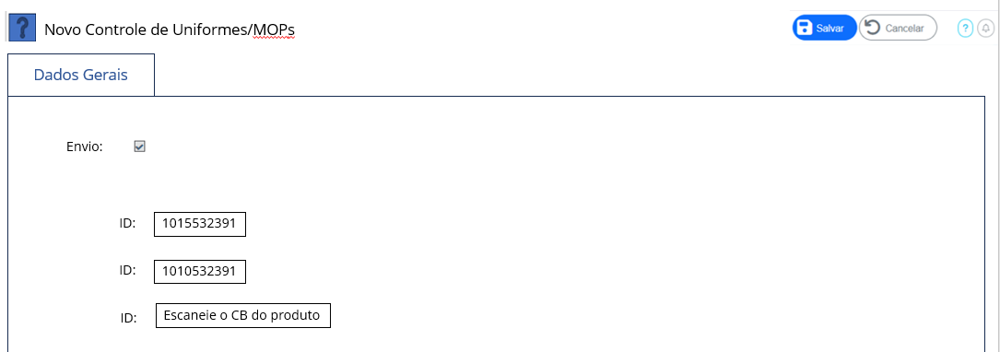 Novo Controle de Uniformes/MOPs
Salvar
Cancelar
?
Dados Gerais
Envio:
ID: 1015532391
ID: 1010532391
ID: Escaneie o CB do produto